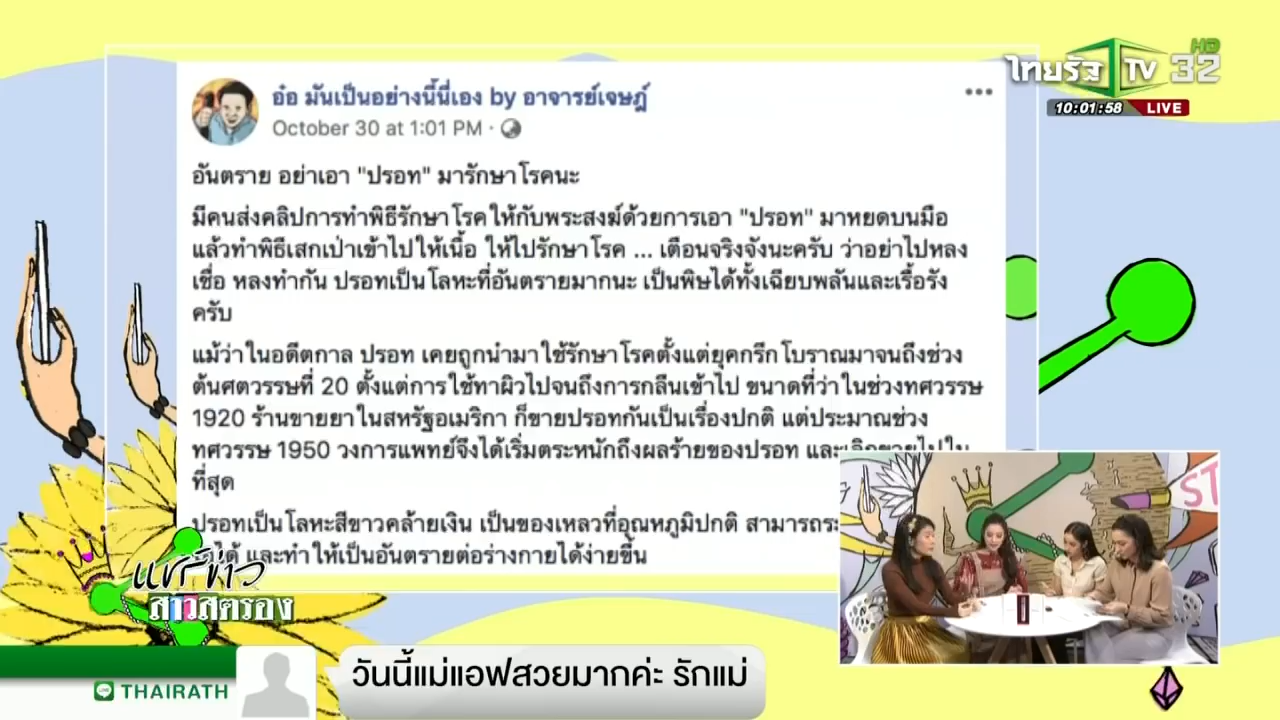 ไทยรัฐ TV 32 HD
10:01:58 LIVE
อ๋อ มันเป็นอย่างนี้นี่เอง by อาจารย์เจษฎ์
October 30 at 1:01 PM ·
อันตราย อย่าเอา "ปรอท" มารักษาโรคนะ
มีคนส่งคลิปการทำพิธีรักษาโรคให้กับพระสงฆ์ด้วยการเอา "ปรอท" มาหยดบนมือ
แล้วทำพิธีเสกเป่าเข้าไปให้เนื้อ ให้ไปรักษาโรค ... เตือนจริงจังนะครับ ว่าอย่าไปหลง
เชื่อ หลงทำกัน ปรอทเป็นโลหะที่อันตรายมากนะ เป็นพิษได้ทั้งเฉียบพลันและเรื้อรัง
ครับ
แม้ว่าในอดีตกาล ปรอท เคยถูกนำมาใช้รักษาโรคตั้งแต่ยุคกรีกโบราณมาจนถึงช่วง
ต้นศตวรรษที่ 20 ตั้งแต่การใช้ทาผิวไปจนถึงการกลืนเข้าไป ขนาดที่ว่าในช่วงทศวรรษ
1920 ร้านขายยาในสหรัฐอเมริกา ก็ขายปรอทกันเป็นเรื่องปกติ แต่ประมาณช่วง
ทศวรรษ 1950 วงการแพทย์จึงได้เริ่มตระหนักถึงผลร้ายของปรอท และเลิกขายไปใน
ที่สุด
ปรอทเป็นโลหะสีขาวคล้ายเงิน เป็นของเหลวที่อุณหภูมิปกติ สามารถ
ได้ และทำให้เป็นอันตรายต่อร่างกายได้ง่ายขึ้น
แชร์ข่าว
สาวสตรอง
ST
THAIRATH
วันนี้แม่แอฟสวยมากค่ะ รักแม่